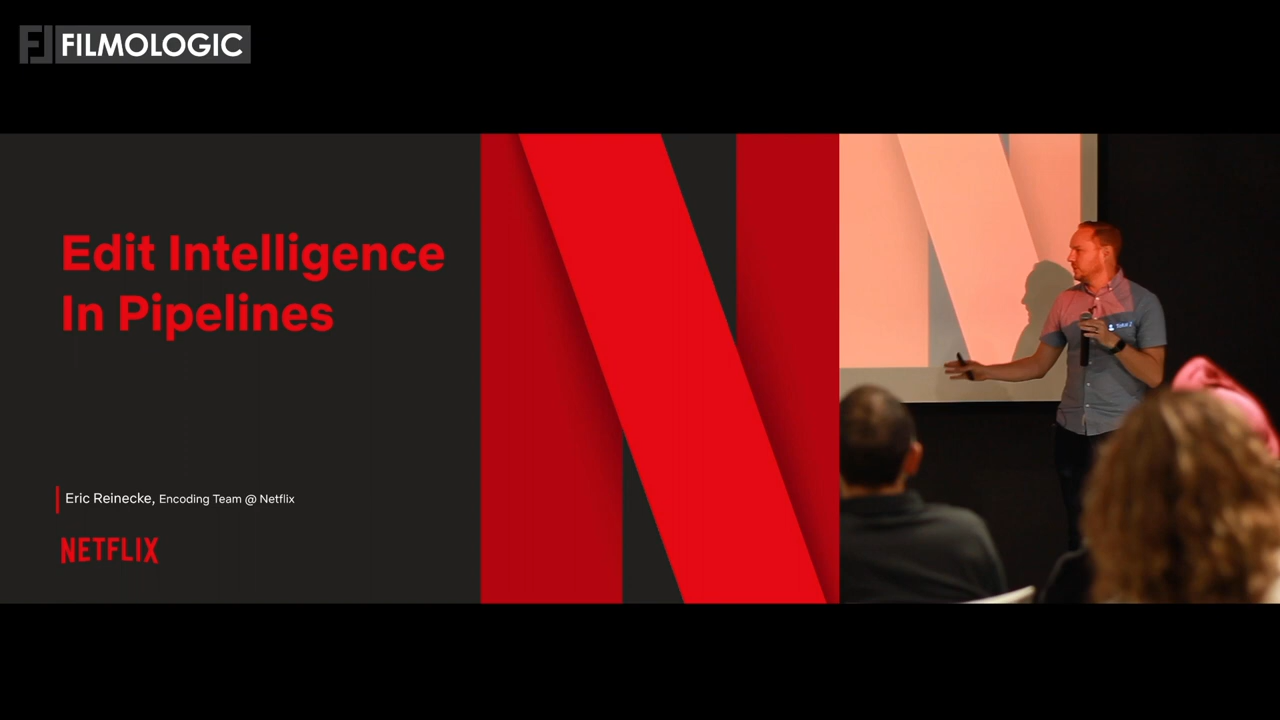 FILMOLOGIC
Edit Intelligence
In Pipelines
Eric Reinecke, Encoding Team @ Netflix
NETFLIX